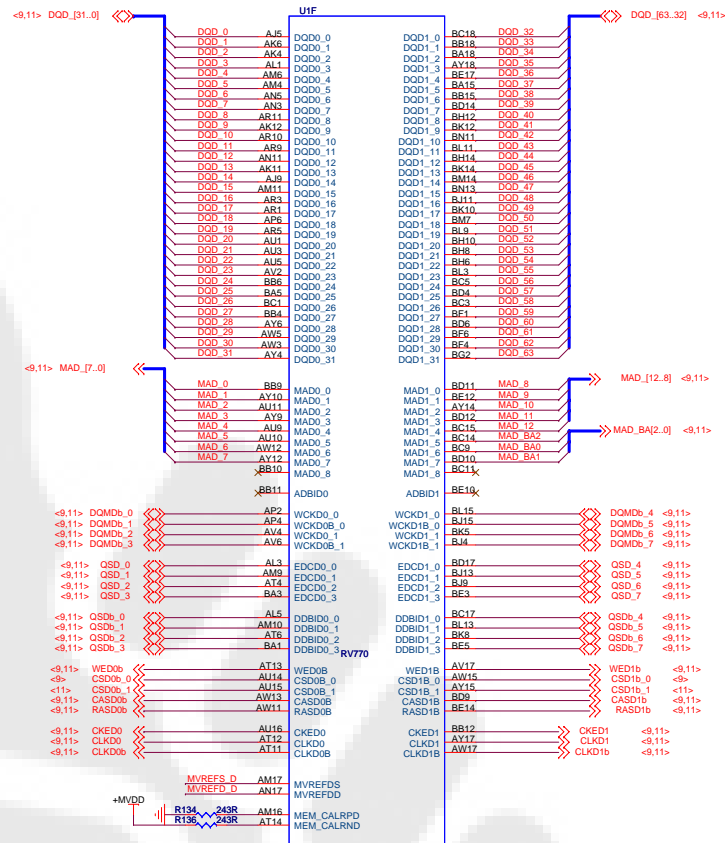 U1F
<9,11> DQD_[31..0] DQD_[63..32] <9,11>
DQD_0 AJ5 DQD0_0 DQD1_0 BC18 DQD_32
DQD_1 AK6 DQD0_1 DQD1_1 BB18 DQD_33
DQD_2 AK4 DQD0_2 DQD1_2 BA18 DQD_34
DQD_3 AL1 DQD0_3 DQD1_3 AY18 DQD_35
DQD_4 AM6 DQD0_4 DQD1_4 BE17 DQD_36
DQD_5 AM4 DQD0_5 DQD1_5 BA15 DQD_37
DQD_6 AN5 DQD0_6 DQD1_6 BB15 DQD_38
DQD_7 AN3 DQD0_7 DQD1_7 BD14 DQD_39
DQD_8 AR11 DQD0_8 DQD1_8 BH12 DQD_40
DQD_9 AK12 DQD0_9 DQD1_9 BK12 DQD_41
DQD_10 AR10 DQD0_10 DQD1_10 BN11 DQD_42
DQD_11 AR9 DQD0_11 DQD1_11 BL11 DQD_43
DQD_12 AN11 DQD0_12 DQD1_12 BH14 DQD_44
DQD_13 AK11 DQD0_13 DQD1_13 BK14 DQD_45
DQD_14 AJ9 DQD0_14 DQD1_14 BM14 DQD_46
DQD_15 AM11 DQD0_15 DQD1_15 BN13 DQD_47
DQD_16 AR3 DQD0_16 DQD1_16 BJ11 DQD_48
DQD_17 AR1 DQD0_17 DQD1_17 BK10 DQD_49
DQD_18 AP6 DQD0_18 DQD1_18 BM7 DQD_50
DQD_19 AR5 DQD0_19 DQD1_19 BL9 DQD_51
DQD_20 AU1 DQD0_20 DQD1_20 BH10 DQD_52
DQD_21 AU3 DQD0_21 DQD1_21 BH8 DQD_53
DQD_22 AU5 DQD0_22 DQD1_22 BH6 DQD_54
DQD_23 AV2 DQD0_23 DQD1_23 BL3 DQD_55
DQD_24 BB6 DQD0_24 DQD1_24 BC5 DQD_56
DQD_25 BA5 DQD0_25 DQD1_25 BD4 DQD_57
DQD_26 BC1 DQD0_26 DQD1_26 BC3 DQD_58
DQD_27 BB4 DQD0_27 DQD1_27 BF1 DQD_59
DQD_28 AY6 DQD0_28 DQD1_28 BD6 DQD_60
DQD_29 AW5 DQD0_29 DQD1_29 BF6 DQD_61
DQD_30 AW3 DQD0_30 DQD1_30 BF4 DQD_62
DQD_31 AY4 DQD0_31 DQD1_31 BG2 DQD_63
<9,11> MAD_[7..0] MAD_[12..8] <9,11>
MAD_0 BB9 MAD0_0 MAD1_0 BD11 MAD_8
MAD_1 AY10 MAD0_1 MAD1_1 BE12 MAD_9
MAD_2 AU11 MAD0_2 MAD1_2 AY14 MAD_10
MAD_3 AY9 MAD0_3 MAD1_3 BD12 MAD_11
MAD_4 AU9 MAD0_4 MAD1_4 BC15 MAD_12 MAD_BA[2..0] <9,11>
MAD_5 AU10 MAD0_5 MAD1_5 BC14 MAD_BA2
MAD_6 AW12 MAD0_6 MAD1_6 BC9 MAD_BA0
MAD_7 AY12 MAD0_7 MAD1_7 BD10 MAD_BA1
BB10 MAD0_8 MAD1_8 BC11
BB11 ADBID0 ADBID1 BE10
<9,11> DQMDb_0 AP2 WCKD0_0 WCKD1_0 BL15 DQMDb_4 <9,11>
<9,11> DQMDb_1 AP4 WCKD0B_0 WCKD1B_0 BJ15 DQMDb_5 <9,11>
<9,11> DQMDb_2 AV4 WCKD0_1 WCKD1_1 BK5 DQMDb_6 <9,11>
<9,11> DQMDb_3 AV6 WCKD0B_1 WCKD1B_1 BJ4 DQMDb_7 <9,11>
<9,11> QSD_0 AL3 EDCD0_0 EDCD1_0 BD17 QSD_4 <9,11>
<9,11> QSD_1 AM9 EDCD0_1 EDCD1_1 BJ13 QSD_5 <9,11>
<9,11> QSD_2 AT4 EDCD0_2 EDCD1_2 BJ9 QSD_6 <9,11>
<9,11> QSD_3 BA3 EDCD0_3 EDCD1_3 BE3 QSD_7 <9,11>
<9,11> QSDb_0 AL5 DDBID0_0 DDBID1_0 BC17 QSDb_4 <9,11>
<9,11> QSDb_1 AM10 DDBID0_1 DDBID1_1 BL13 QSDb_5 <9,11>
<9,11> QSDb_2 AT6 DDBID0_2 DDBID1_2 BK8 QSDb_6 <9,11>
<9,11> QSDb_3 BA1 DDBID0_3 DDBID1_3 BE5 QSDb_7 <9,11>
RV770
<9,11> WED0b AT13 WED0B WED1B AV17 WED1b <9,11>
<9> CSD0b_0 AU14 CSD0B_0 CSD1B_0 AW15 CSD1b_0 <9>
<11> CSD0b_1 AU15 CSD0B_1 CSD1B_1 AY15 CSD1b_1 <11>
<9,11> CASD0b AW13 CASD0B CASD1B BD9 CASD1b <9,11>
<9,11> RASD0b AW11 RASD0B RASD1B BE14 RASD1b <9,11>
<9,11> CKED0 AU16 CKED0 CKED1 BB12 CKED1 <9,11>
<9,11> CLKD0 AT12 CLKD0 CLKD1 AY17 CLKD1 <9,11>
<9,11> CLKD0b AT11 CLKD0B CLKD1B AW17 CLKD1b <9,11>
MVREFS_D AM17 MVREFDS
MVREFD_D AN17 MVREFDD
+MVDD
R134 243R AM16 MEM_CALRPD
R136 243R AT14 MEM_CALRND